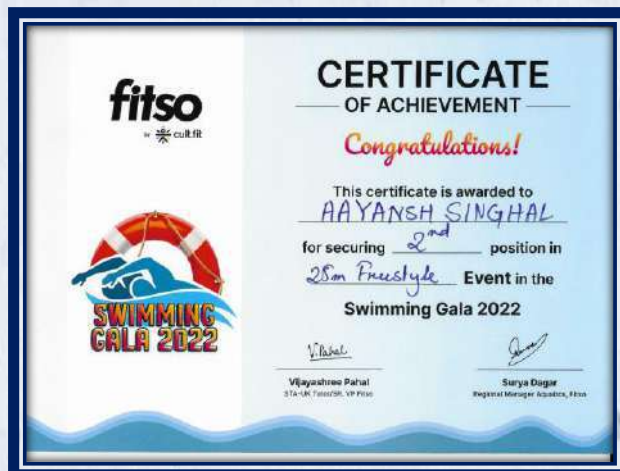 fitso
by cult.fit
SWIMMING
GALA 2022
CERTIFICATE
OF ACHIEVEMENT
Congratulations!
This certificate is awarded to
AAYANSH SINGHAL
for securing 2nd position in
25m Freestyle Event in the
Swimming Gala 2022
V.Pahal
Vijayashree Pahal
Surya Dagar
Regional Manager Aquatics, Fitso